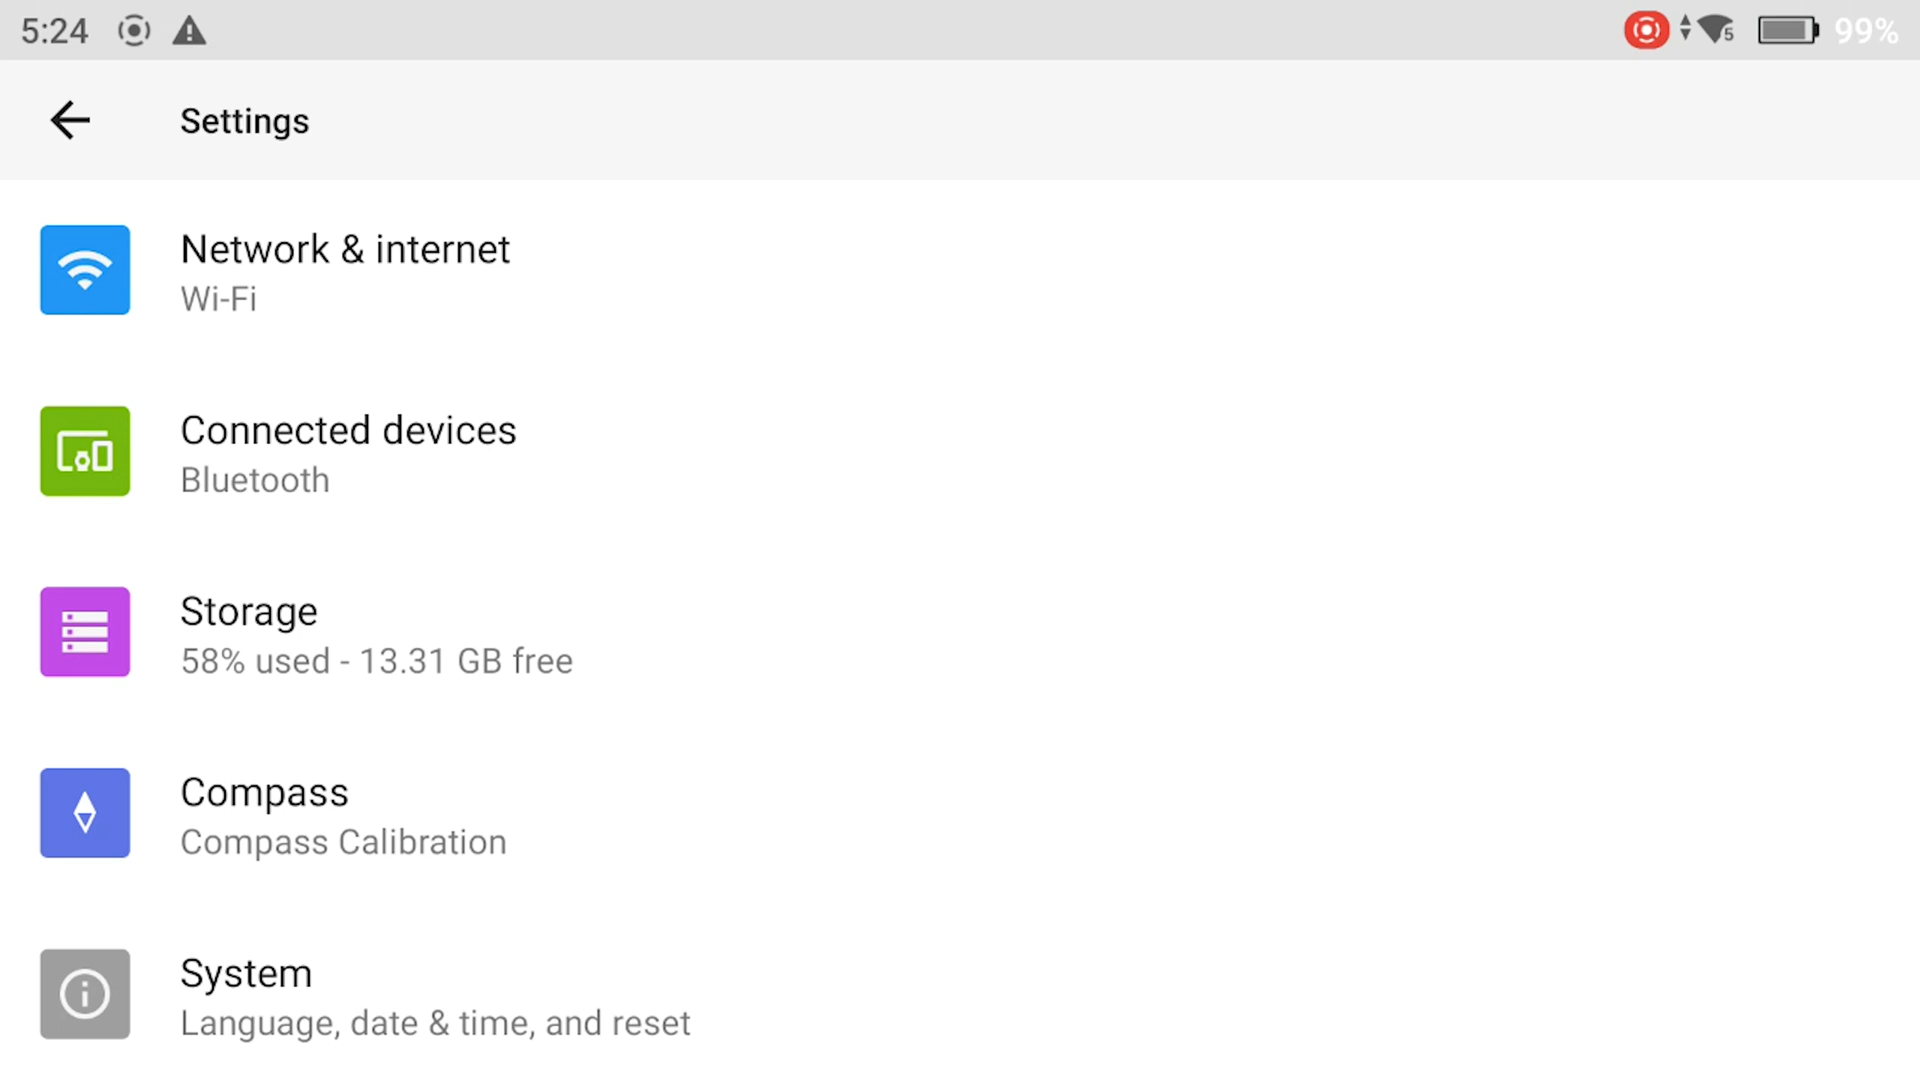 5:24
5
99%
Settings
Network & internet
Wi-Fi
Connected devices
Bluetooth
Storage
58% used - 13.31 GB free
Compass
Compass Calibration
System
Language, date & time, and reset